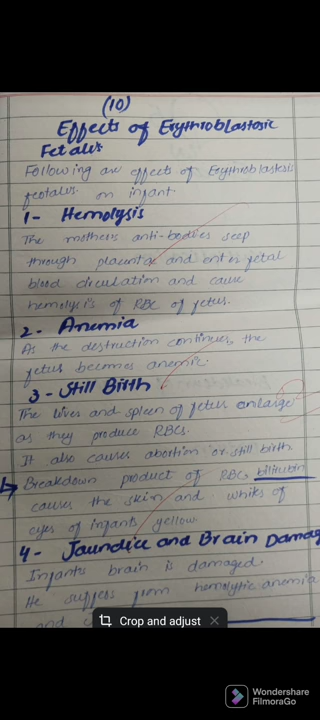 (10)
Effects of Erythroblastosis
Fetalis
Following are effects of Erythroblastosis
feotalus on infant.
1- Hemolysis
The mothers anti-bodies seep
through placentae and enter fetal
blood circulation and cause
hemolysis of RBC of fetus.
2- Anemia
As the destruction continues, the
fetus becomes anemic.
3- Still Birth
The liver and spleen of fetus enlarge
as they produce RBCs.
It also causes abortion or still birth
Breakdown product of RBC, bilirubin
causes the skin and whites of
eyes of infants yellow
4- Jaundice and Brain Damag
Infants brain is damaged.
He suffers from hemolytic anemia
and
Crop and adjust ×
Wondershare
FilmoraGo